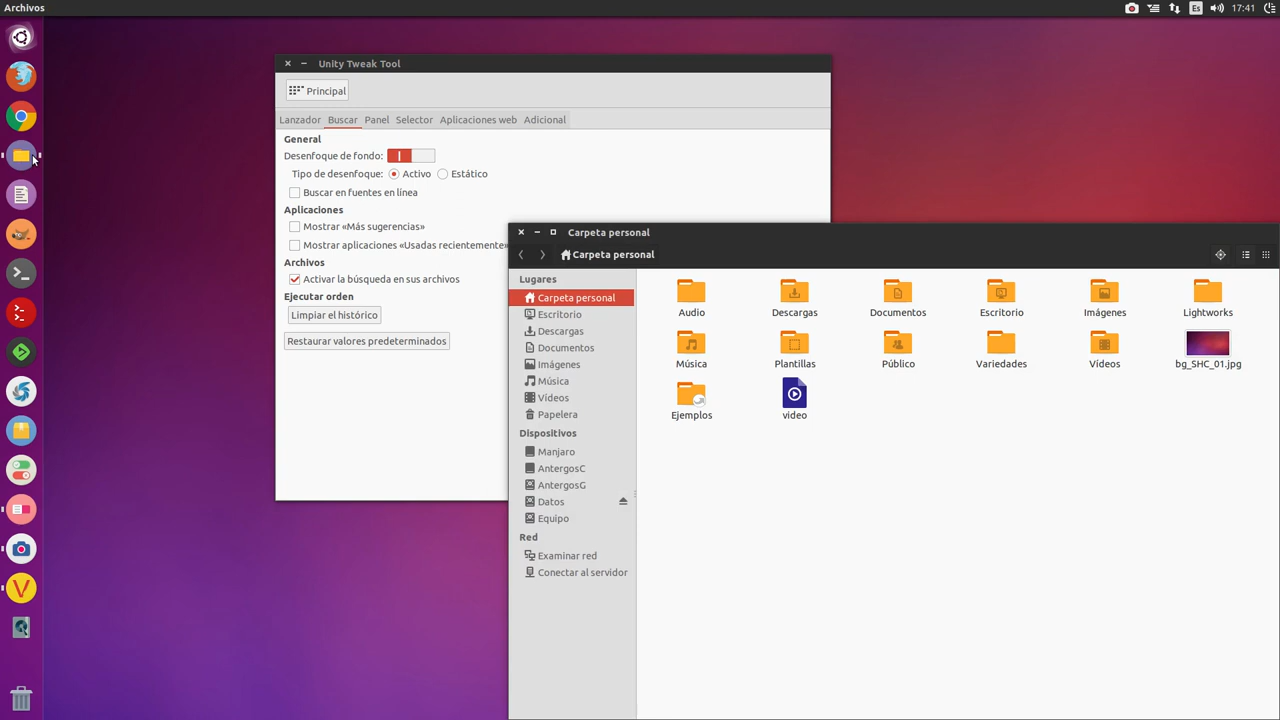 Archivos
Es
17:41
Unity Tweak Tool
Principal
Lanzador Buscar Panel Selector Aplicaciones web Adicional
General
Desenfoque de fondo:
Tipo de desenfoque: Activo Estático
Buscar en fuentes en línea
Aplicaciones
Mostrar «Más sugerencias»
Mostrar aplicaciones «Usadas recientemente»
Archivos
Activar la búsqueda en sus archivos
Ejecutar orden
Limpiar el histórico
Restaurar valores predeterminados
Carpeta personal
Carpeta personal
Lugares
Carpeta personal
Escritorio
Descargas
Documentos
Imágenes
Música
Vídeos
Papelera
Dispositivos
Manjaro
AntergosC
AntergosG
Datos
Equipo
Red
Examinar red
Conectar al servidor
Audio Descargas Documentos Escritorio Imágenes Lightworks
Música Plantillas Público Variedades Vídeos bg_SHC_01.jpg
Ejemplos video